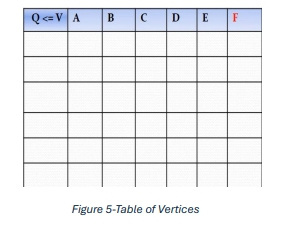 Q <= V A B C D E F
Figure 5-Table of Vertices